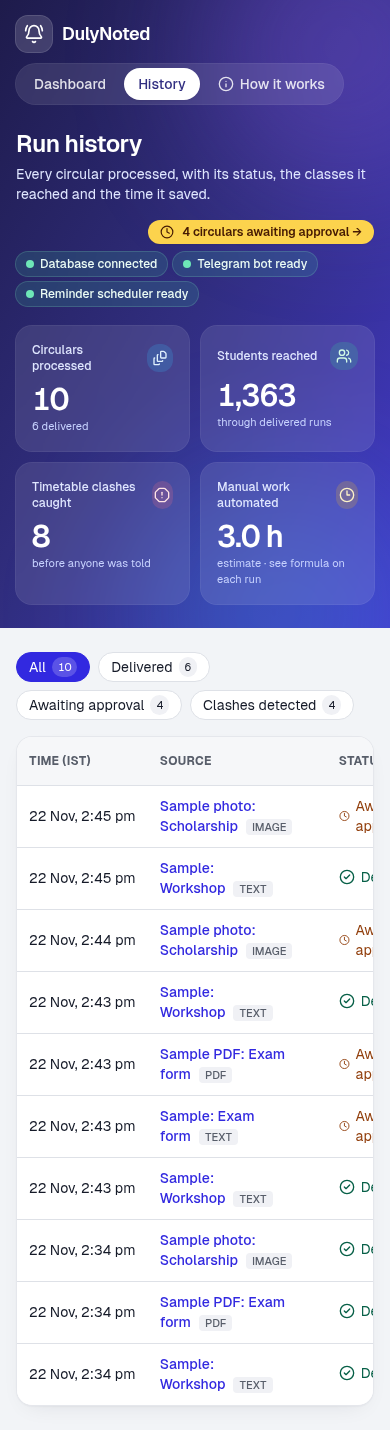 DulyNoted
Dashboard History How it works
Run history
Every circular processed, with its status, the classes it
reached and the time it saved.
4 circulars awaiting approval →
Database connected Telegram bot ready
Reminder scheduler ready
Circulars
processed
10
6 delivered
Students reached
1,363
through delivered runs
Timetable clashes
caught
8
before anyone was told
Manual work
automated
3.0 h
estimate · see formula on
each run
All 10 Delivered 6
Awaiting approval 4 Clashes detected 4
TIME (IST) SOURCE
22 Nov, 2:45 pm Sample photo:
Scholarship IMAGE
22 Nov, 2:45 pm Sample:
Workshop TEXT
22 Nov, 2:44 pm Sample photo:
Scholarship IMAGE
22 Nov, 2:43 pm Sample:
Workshop TEXT
22 Nov, 2:43 pm Sample PDF: Exam
form PDF
22 Nov, 2:43 pm Sample: Exam
form TEXT
22 Nov, 2:43 pm Sample:
Workshop TEXT
22 Nov, 2:34 pm Sample photo:
Scholarship IMAGE
22 Nov, 2:34 pm Sample PDF: Exam
form PDF
22 Nov, 2:34 pm Sample:
Workshop TEXT